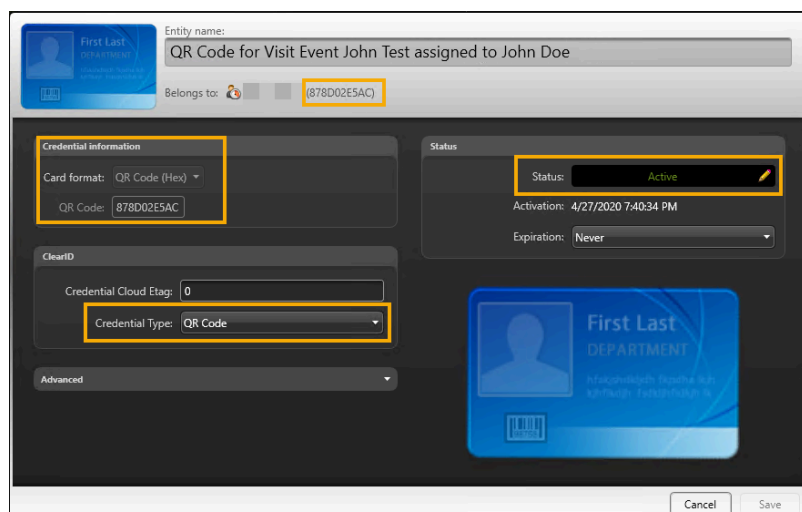 First Last
DEPARTMENT
Entity name:
QR Code for Visit Event John Test assigned to John Doe
Belongs to: (878D02E5AC)
Credential information
Card format: QR Code (Hex)
QR Code: 878D02E5AC
Status
Status: Active
Activation: 4/27/2020 7:40:34 PM
Expiration: Never
ClearID
Credential Cloud Etag: 0
Credential Type: QR Code
Advanced
First Last
DEPARTMENT
Cancel Save